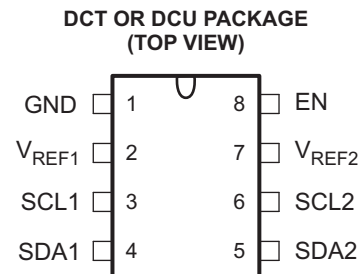 DCT OR DCU PACKAGE
(TOP VIEW)
GND 1 8 EN
VREF1 2 7 VREF2
SCL1 3 6 SCL2
SDA1 4 5 SDA2